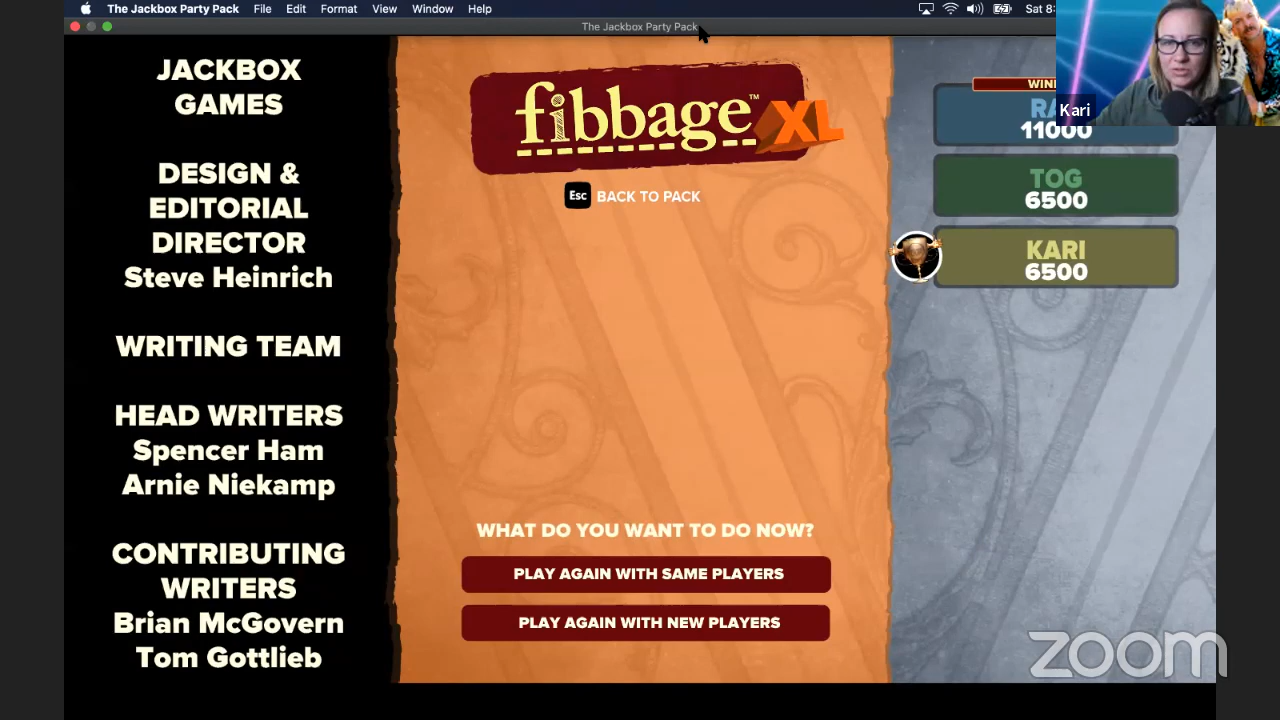 The Jackbox Party Pack File Edit Format View Window Help
Sat 8:
The Jackbox Party Pack
JACKBOX
GAMES
DESIGN &
EDITORIAL
DIRECTOR
Steve Heinrich
WRITING TEAM
HEAD WRITERS
Spencer Ham
Arnie Niekamp
CONTRIBUTING
WRITERS
Brian McGovern
Tom Gottlieb
fibbage™ XL
Esc BACK TO PACK
WHAT DO YOU WANT TO DO NOW?
PLAY AGAIN WITH SAME PLAYERS
PLAY AGAIN WITH NEW PLAYERS
11000
TOG
6500
KARI
6500
Kari
zoom